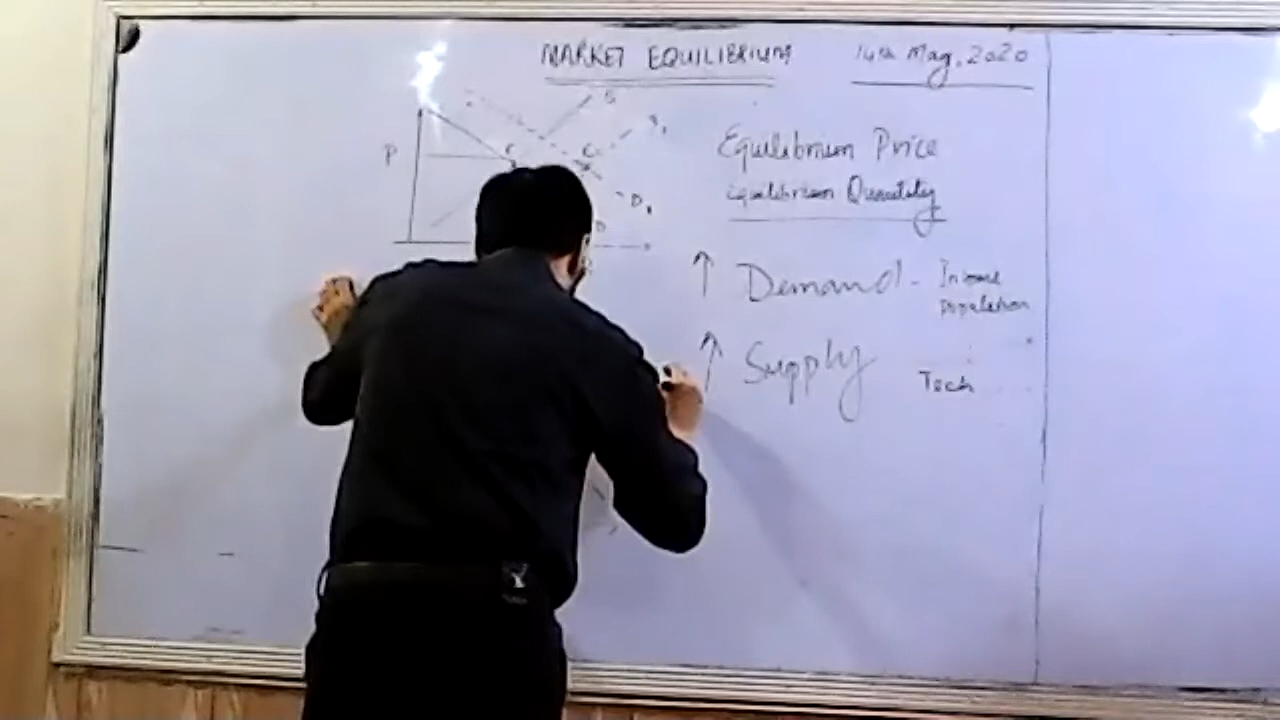 MARKET EQUILIBRIUM 14th May, 2020
P
D
Equilibrium Price
Equilibrium Quantity
↑ Demand - Income
Population
↑ Supply Tech